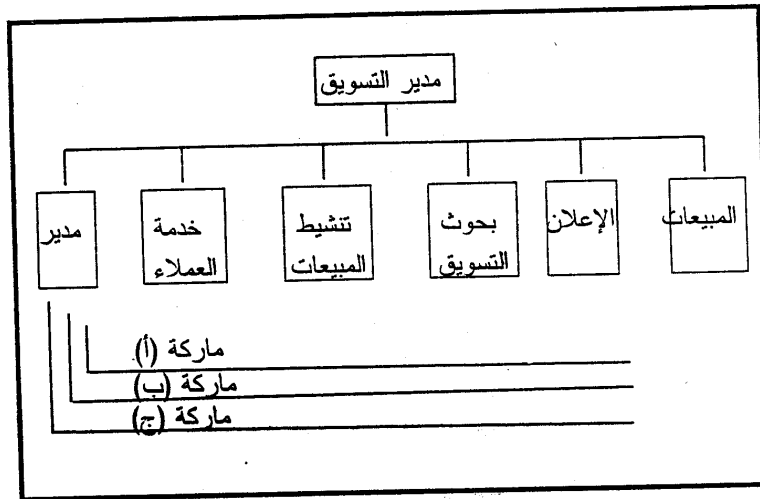 مدير التسويق
المبيعات
الإعلان
بحوث
التسويق
تنشيط
المبيعات
خدمة
العملاء
مدير
ماركة (أ)
ماركة (ب)
ماركة (ج)